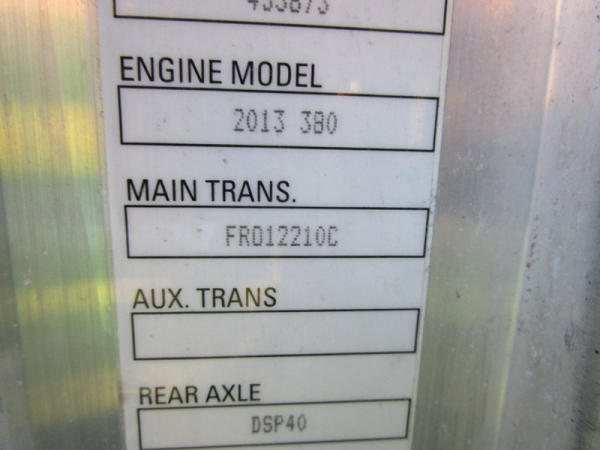 ENGINE MODEL
2013 380
MAIN TRANS.
FRO12210C
AUX. TRANS
REAR AXLE
DSP40